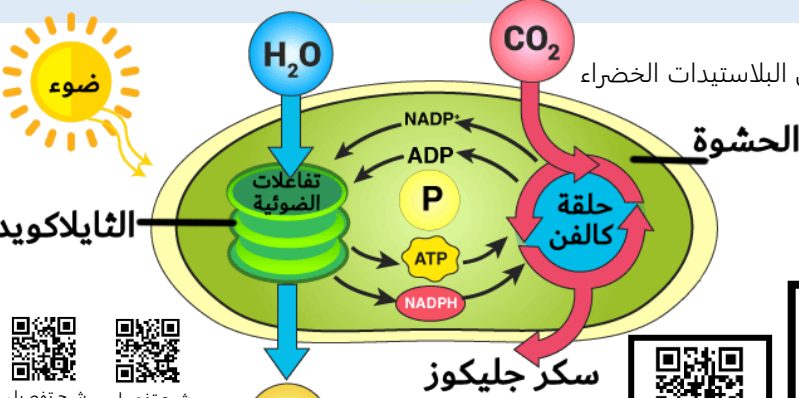 H₂O
CO₂
ضوء
البلاستيدات الخضراء
NADP⁺
الحشوة
ADP
تفاعلات
الضوئية
P
حلقة
كالفن
الثايلاكويد
ATP
NADPH
سكر جليكوز